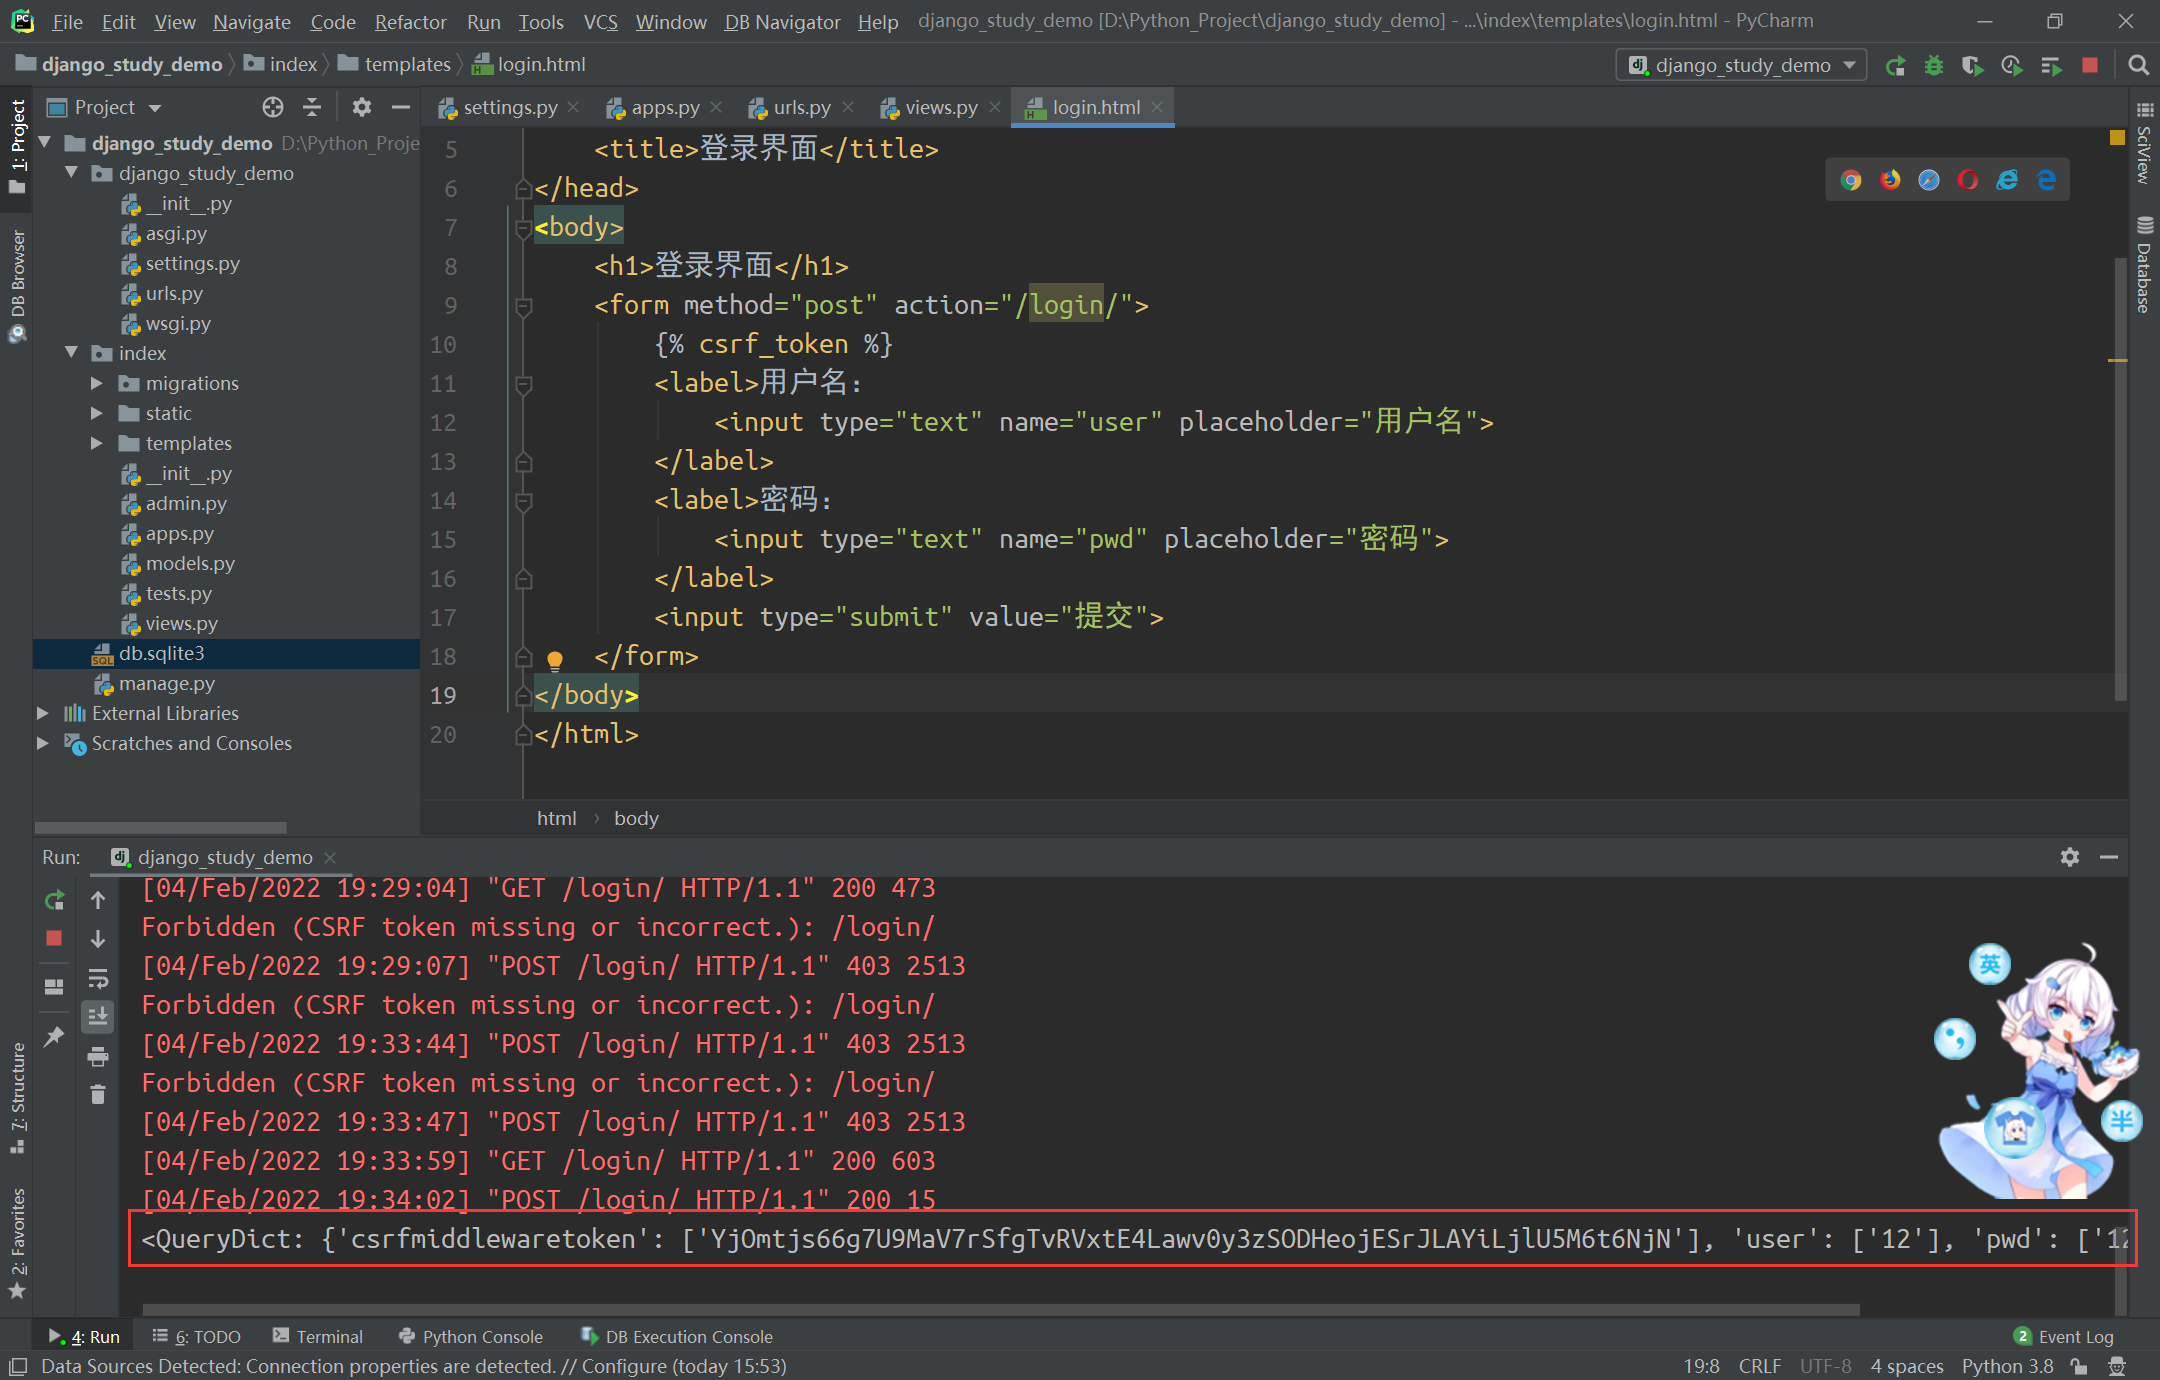 File Edit View Navigate Code Refactor Run Tools VCS Window DB Navigator Help django_study_demo [D:\Python_Project\django_study_demo] - ...\index\templates\login.html - PyCharm
django_study_demo index templates login.html
django_study_demo
1: Project
DB Browser
7: Structure
2: Favorites
Project
django_study_demo D:\Python_Proje
django_study_demo
__init__.py
asgi.py
settings.py
urls.py
wsgi.py
index
migrations
static
templates
__init__.py
admin.py
apps.py
models.py
tests.py
views.py
db.sqlite3
manage.py
External Libraries
Scratches and Consoles
settings.py apps.py urls.py views.py login.html
5 <title>登录界面</title>
6 </head>
7 <body>
8 <h1>登录界面</h1>
9 <form method="post" action="/login/">
10 {% csrf_token %}
11 <label>用户名:
12 <input type="text" name="user" placeholder="用户名">
13 </label>
14 <label>密码:
15 <input type="text" name="pwd" placeholder="密码">
16 </label>
17 <input type="submit" value="提交">
18 </form>
19 </body>
20 </html>
html › body
SciView
Database
Run: django_study_demo
[04/Feb/2022 19:29:04] "GET /login/ HTTP/1.1" 200 473
Forbidden (CSRF token missing or incorrect.): /login/
[04/Feb/2022 19:29:07] "POST /login/ HTTP/1.1" 403 2513
Forbidden (CSRF token missing or incorrect.): /login/
[04/Feb/2022 19:33:44] "POST /login/ HTTP/1.1" 403 2513
Forbidden (CSRF token missing or incorrect.): /login/
[04/Feb/2022 19:33:47] "POST /login/ HTTP/1.1" 403 2513
[04/Feb/2022 19:33:59] "GET /login/ HTTP/1.1" 200 603
[04/Feb/2022 19:34:02] "POST /login/ HTTP/1.1" 200 15
<QueryDict: {'csrfmiddlewaretoken': ['YjOmtjs66g7U9MaV7rSfgTvRVxtE4Lawv0y3zSODHeojESrJLAYiLjlU5M6t6NjN'], 'user': ['12'], 'pwd': ['12
英
半
4: Run 6: TODO Terminal Python Console DB Execution Console 2 Event Log
Data Sources Detected: Connection properties are detected. // Configure (today 15:53) 19:8 CRLF UTF-8 4 spaces Python 3.8